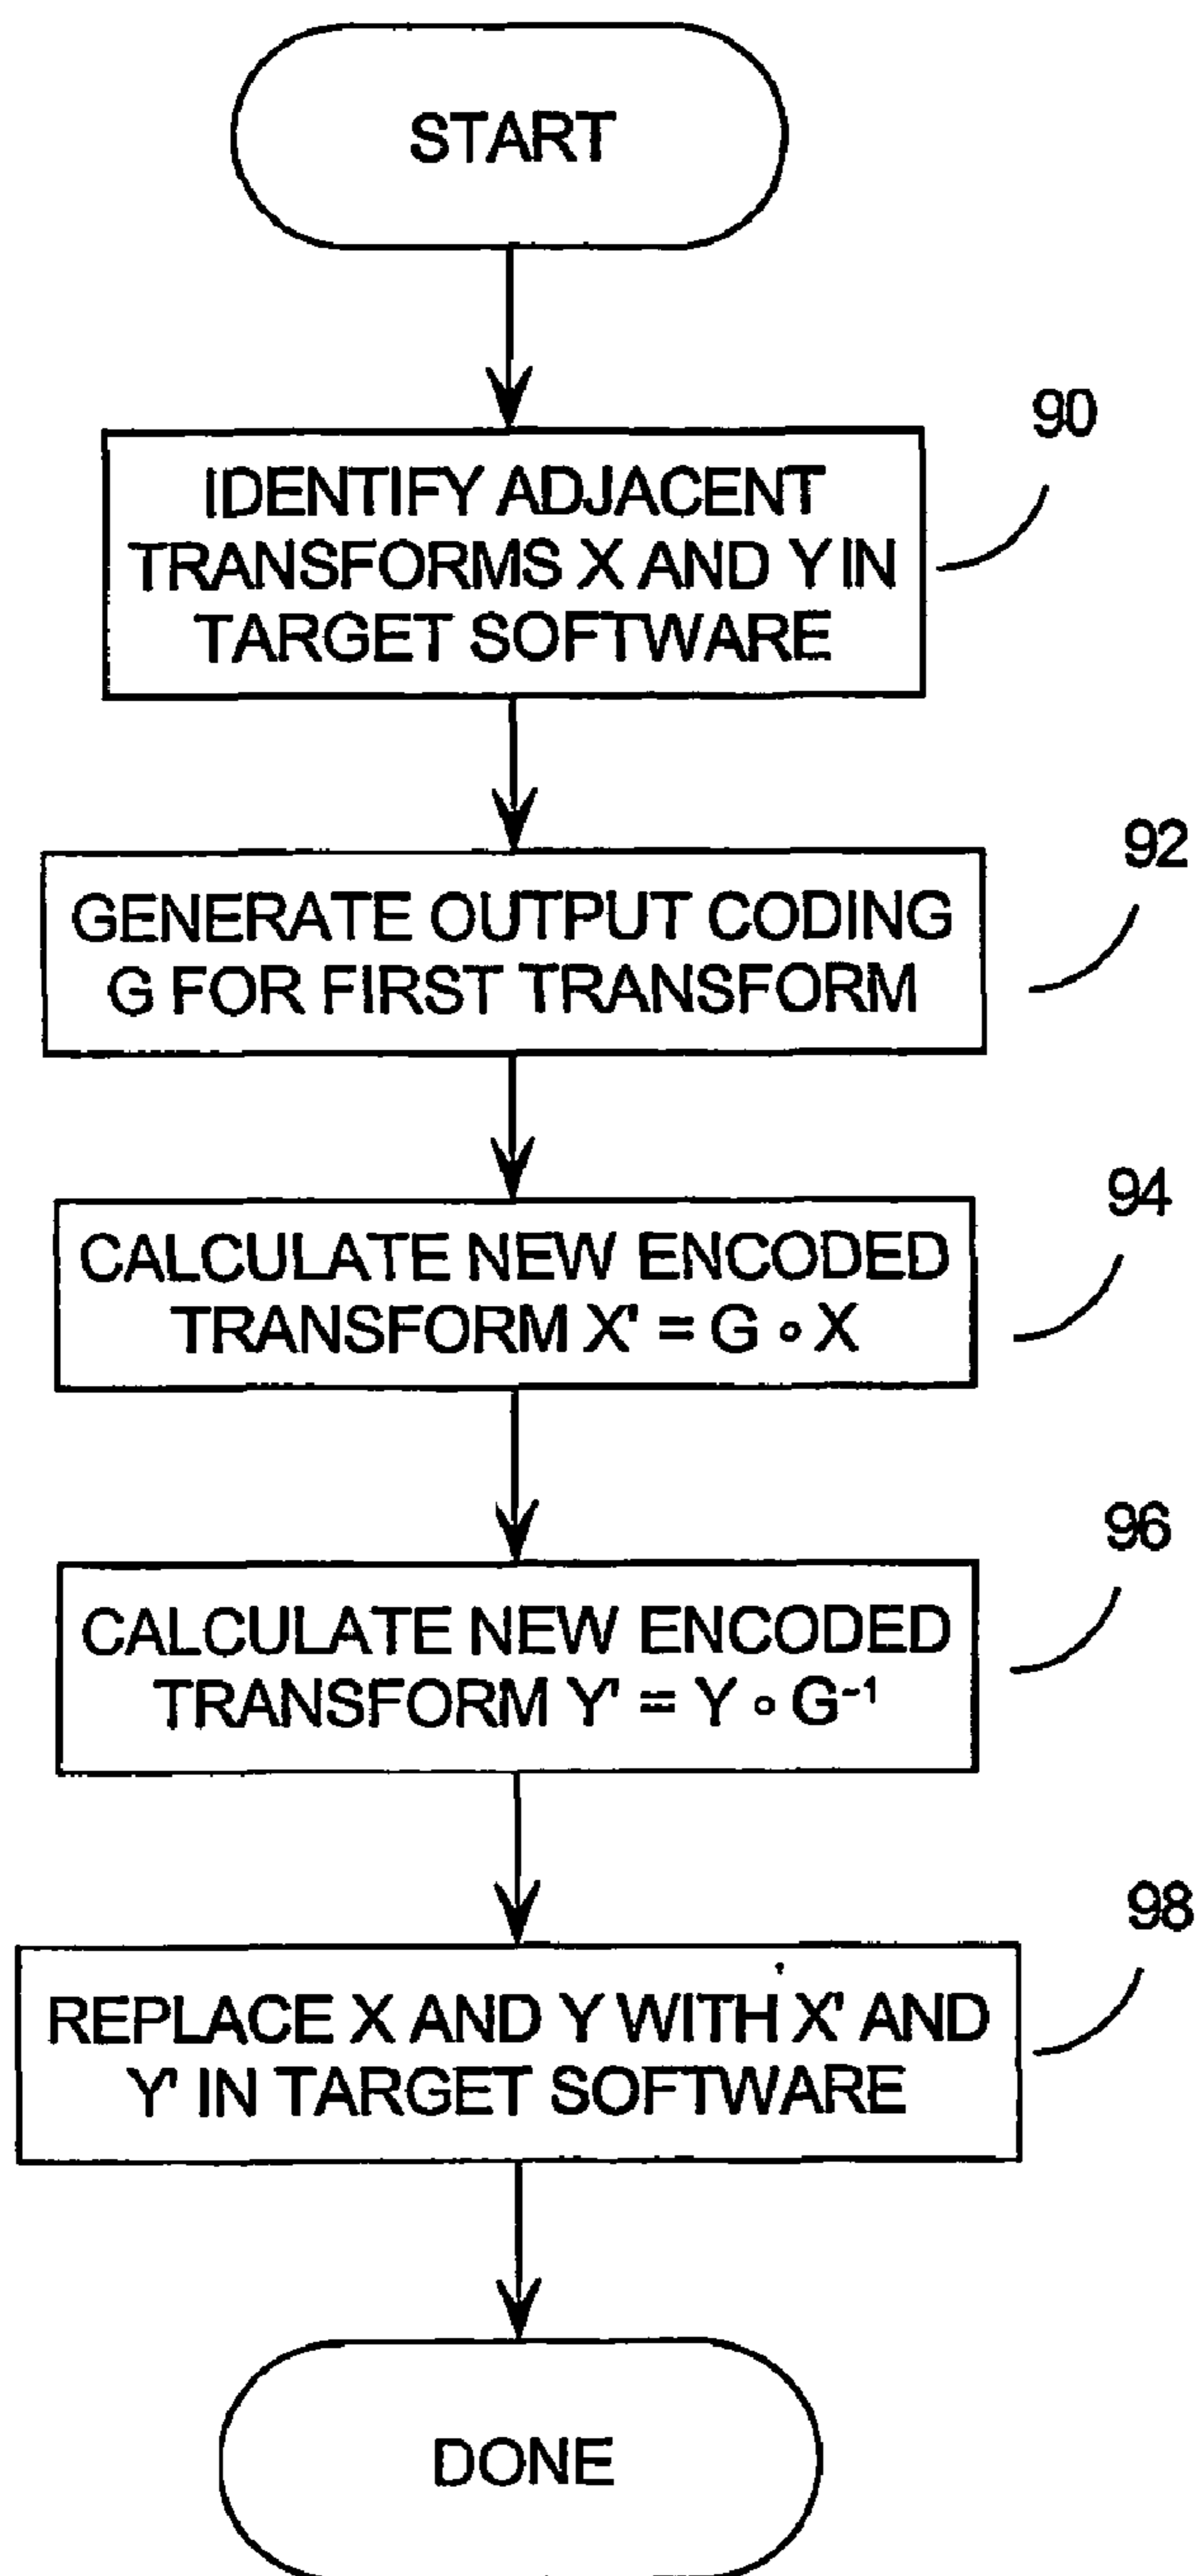 START
90
IDENTIFY ADJACENT
TRANSFORMS X AND Y IN
TARGET SOFTWARE
92
GENERATE OUTPUT CODING
G FOR FIRST TRANSFORM
94
CALCULATE NEW ENCODED
TRANSFORM X' = G ∘ X
96
CALCULATE NEW ENCODED
TRANSFORM Y' = Y ∘ G⁻¹
98
REPLACE X AND Y WITH X' AND
Y' IN TARGET SOFTWARE
DONE